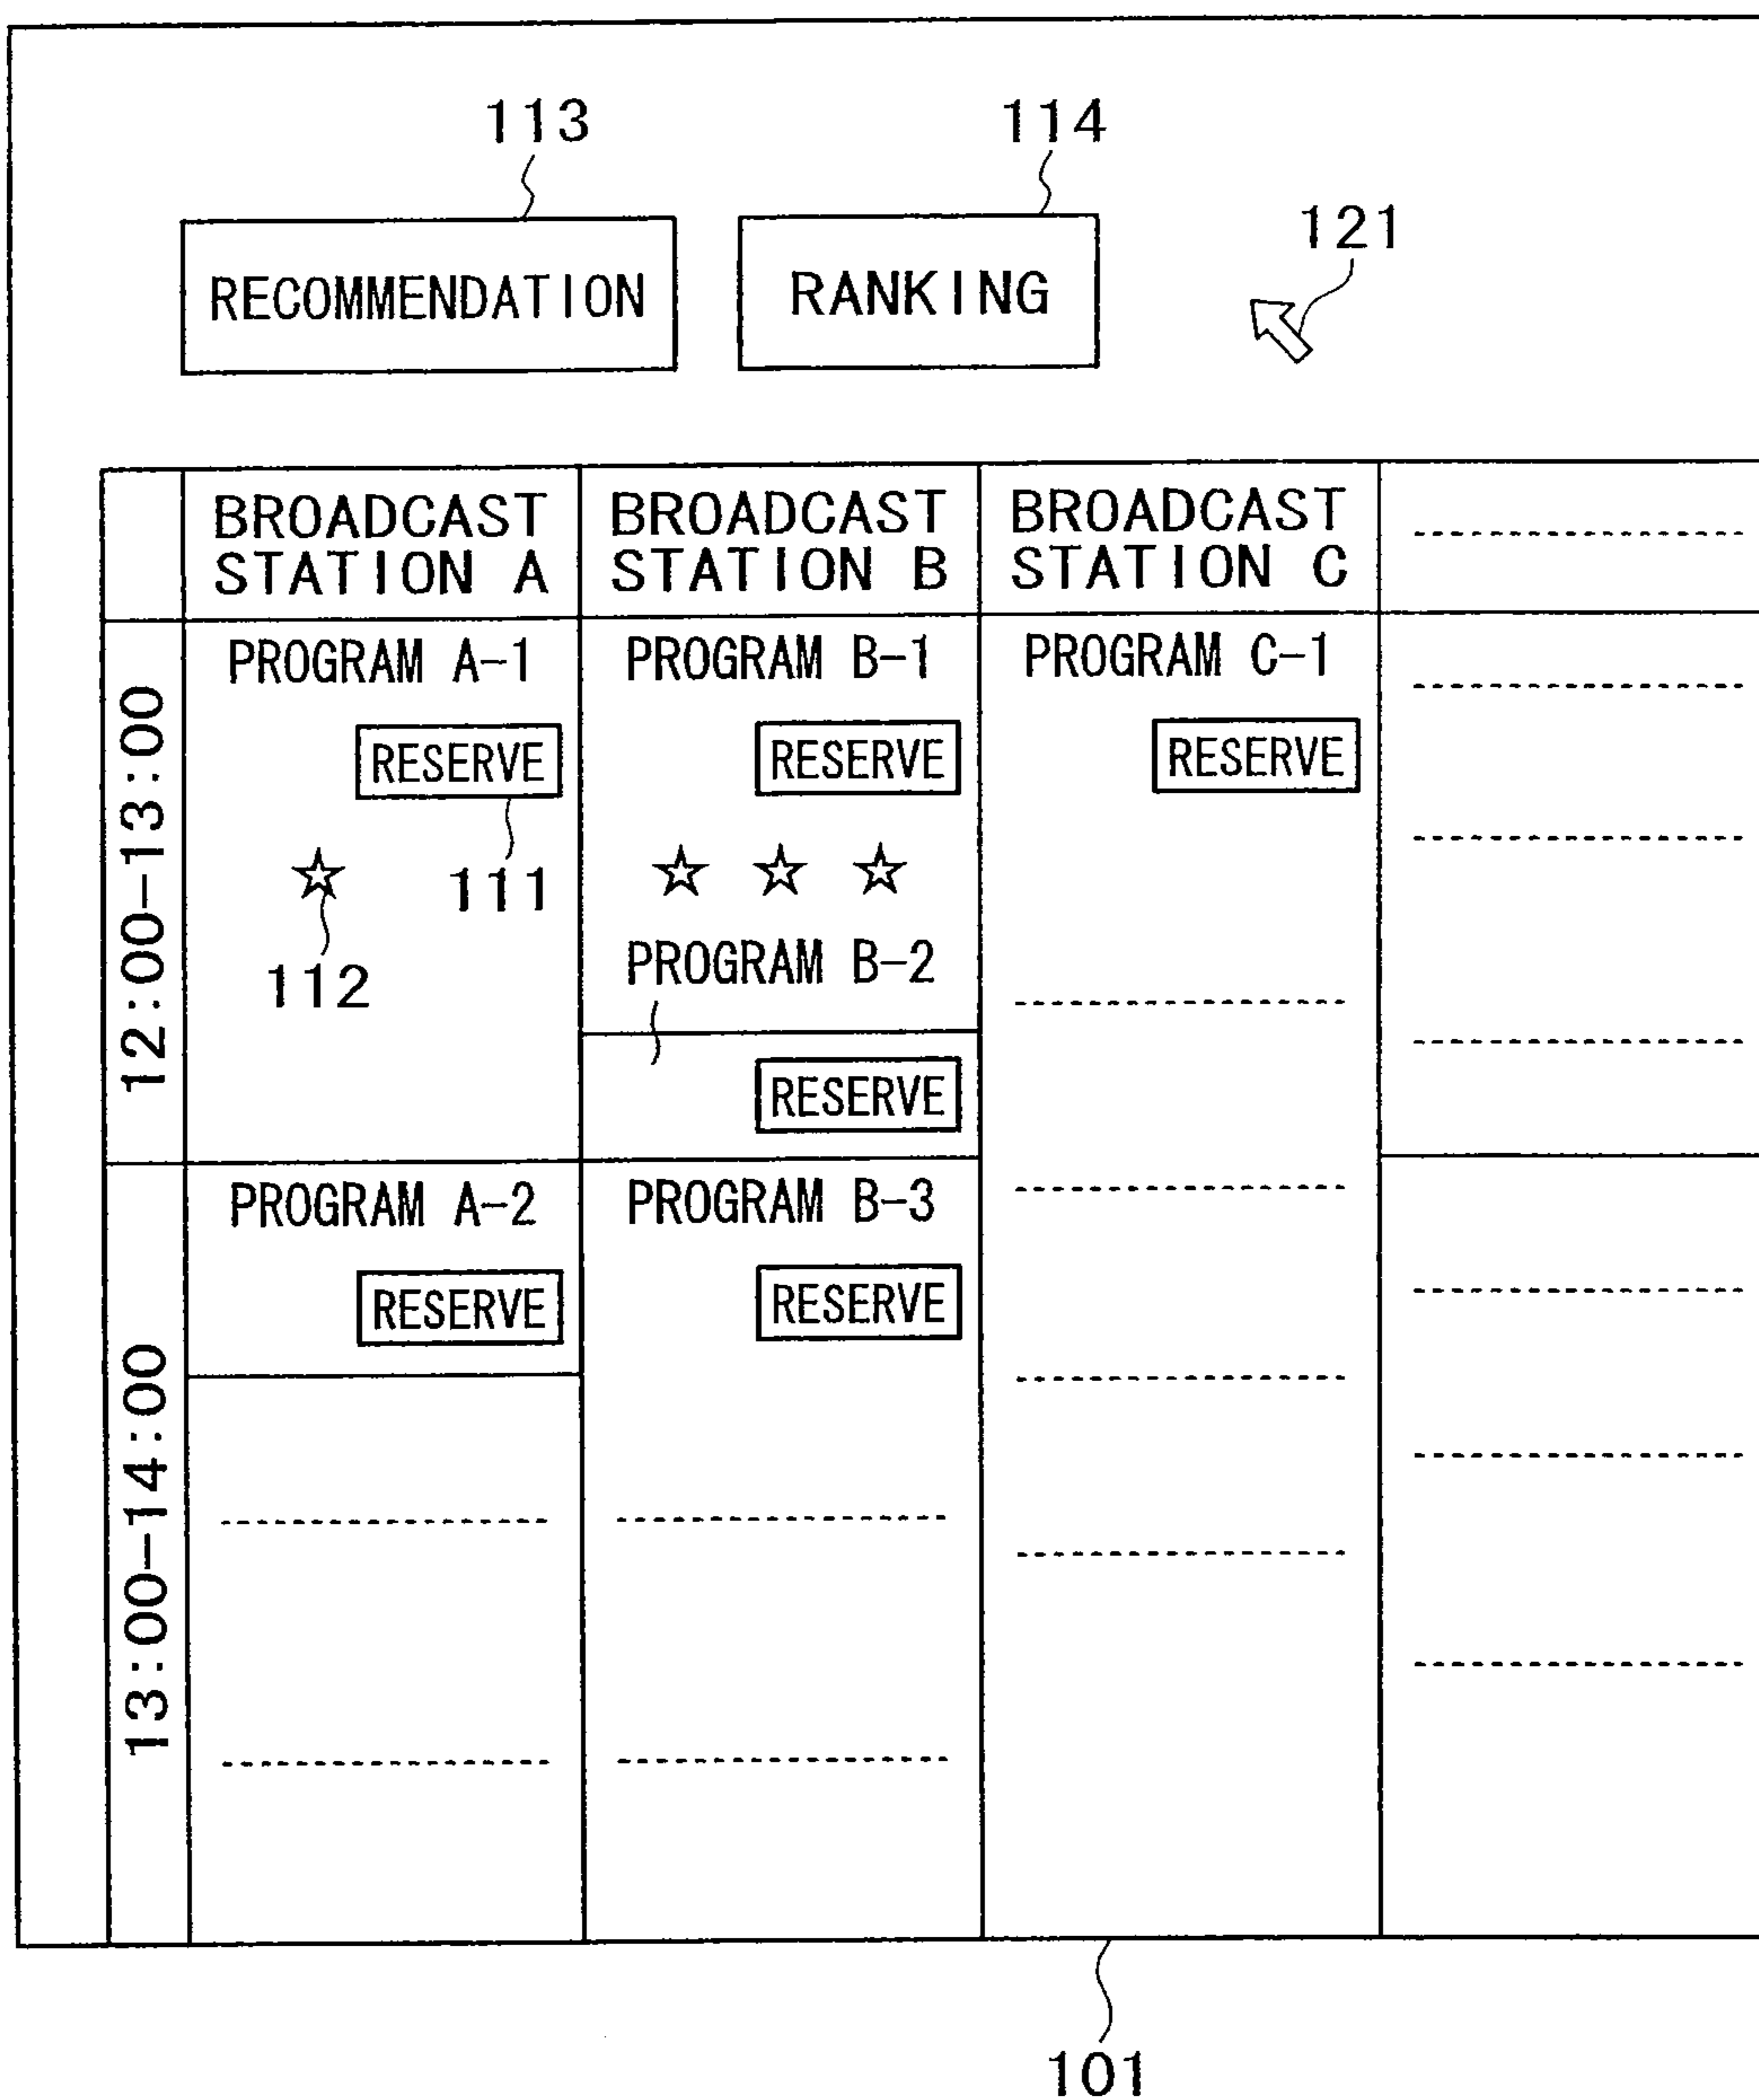 113
114
121
RECOMMENDATION
RANKING
BROADCAST
STATION A
BROADCAST
STATION B
BROADCAST
STATION C
12:00-13:00
PROGRAM A-1
RESERVE
111
112
PROGRAM B-1
RESERVE
PROGRAM B-2
RESERVE
PROGRAM C-1
RESERVE
13:00-14:00
PROGRAM A-2
RESERVE
PROGRAM B-3
RESERVE
101